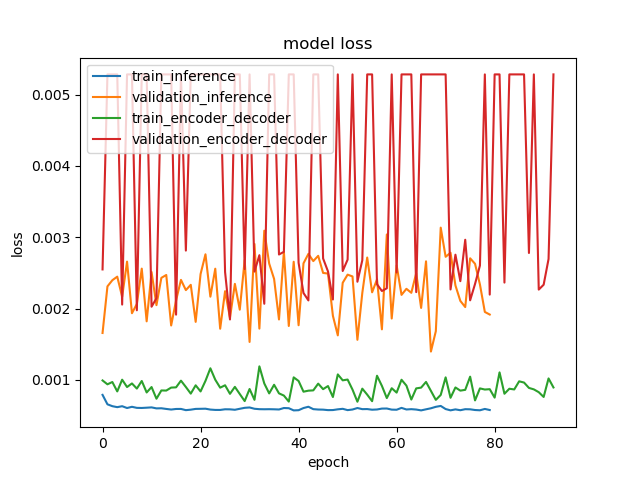 model loss
train_inference
validation_inference
train_encoder_decoder
validation_encoder_decoder
0.005
0.004
0.003
0.002
0.001
loss
0 20 40 60 80
epoch